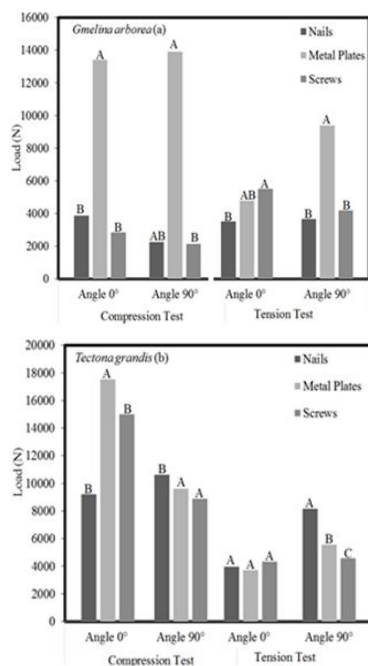 16000
Gmelina arborea (a)
14000
12000
10000
8000
6000
4000
2000
0
Load (N)
Nails
Metal Plates
Screws
B A B
AB A B
B AB A
B A B
Angle 0° Angle 90° Angle 0° Angle 90°
Compression Test Tension Test
20000
Tectona grandis (b)
18000
16000
14000
12000
10000
8000
6000
4000
2000
0
Load (N)
Nails
Metal Plates
Screws
B A B
B A A
A A A
A B C
Angle 0° Angle 90° Angle 0° Angle 90°
Compression Test Tension Test